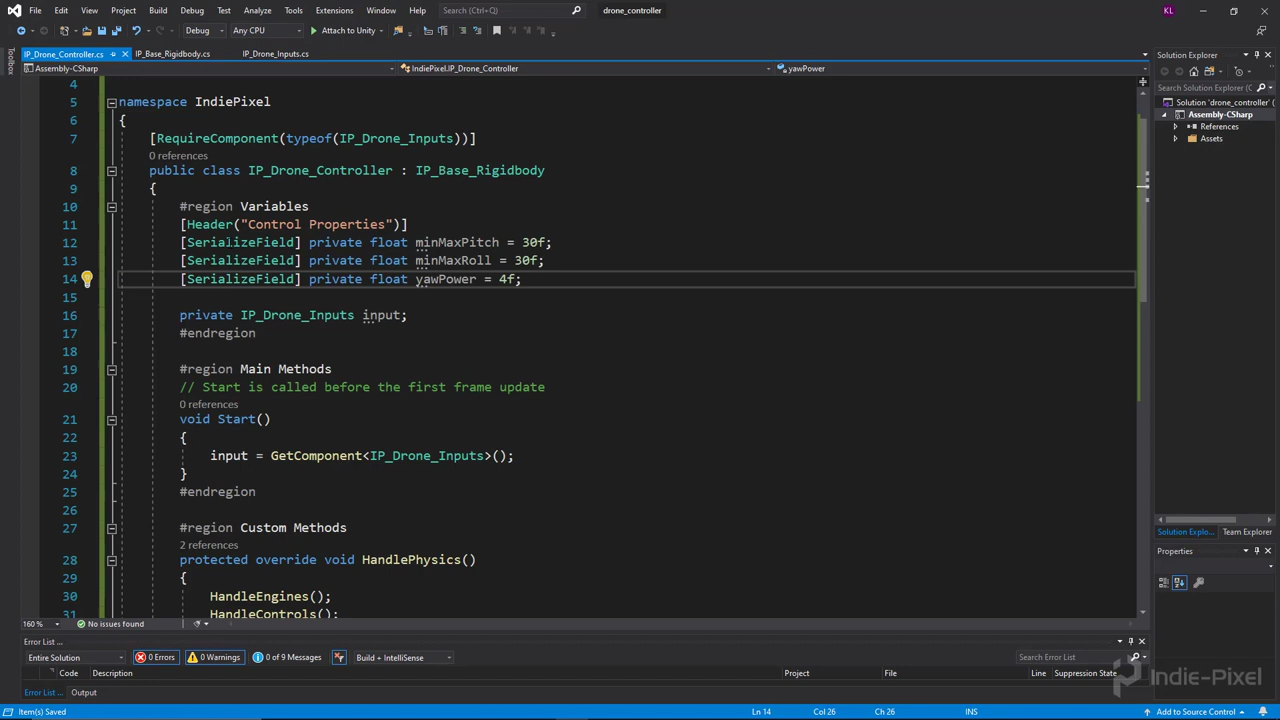 File Edit View Project Build Debug Test Analyze Tools Extensions Window Help Search (Ctrl+Q) drone_controller KL
Debug Any CPU Attach to Unity
IP_Drone_Controller.cs IP_Base_Rigidbody.cs IP_Drone_Inputs.cs
Assembly-CSharp IndiePixel.IP_Drone_Controller yawPower
Toolbox
4
5 namespace IndiePixel
6 {
7 [RequireComponent(typeof(IP_Drone_Inputs))]
0 references
8 public class IP_Drone_Controller : IP_Base_Rigidbody
9 {
10 #region Variables
11 [Header("Control Properties")]
12 [SerializeField] private float minMaxPitch = 30f;
13 [SerializeField] private float minMaxRoll = 30f;
14 [SerializeField] private float yawPower = 4f;
15
16 private IP_Drone_Inputs input;
17 #endregion
18
19 #region Main Methods
20 // Start is called before the first frame update
0 references
21 void Start()
22 {
23 input = GetComponent<IP_Drone_Inputs>();
24 }
25 #endregion
26
27 #region Custom Methods
2 references
28 protected override void HandlePhysics()
29 {
30 HandleEngines();
31 HandleControls();
160 % No issues found
Solution Explorer
Search Solution Explorer (Ctrl+;)
Solution 'drone_controller' (
Assembly-CSharp
References
Assets
Solution Explo... Team Explorer
Properties
Error List ...
Entire Solution 0 Errors 0 Warnings 0 of 9 Messages Build + IntelliSense Search Error List
Code Description Project File Line Suppression State
Error List ... Output
Indie-Pixel
Item(s) Saved Ln 14 Col 26 Ch 26 INS Add to Source Control